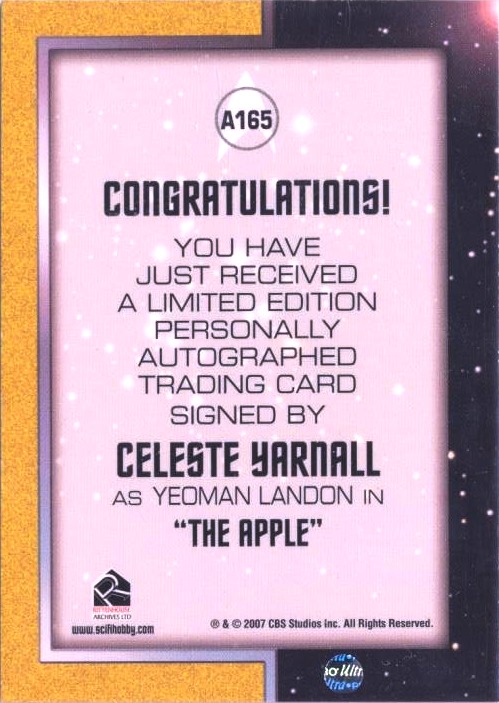 A165
CONGRATULATIONS!
YOU HAVE
JUST RECEIVED
A LIMITED EDITION
PERSONALLY
AUTOGRAPHED
TRADING CARD
SIGNED BY
CELESTE YARNALL
AS YEOMAN LANDON IN
"THE APPLE"
RITTENHOUSE
ARCHIVES LTD
www.scifihobby.com
® & © 2007 CBS Studios Inc. All Rights Reserved.